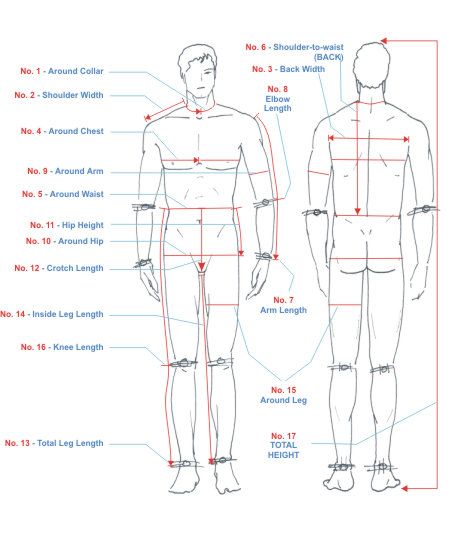 No. 6 - Shoulder-to-waist
(BACK)
No. 1 - Around Collar
No. 3 - Back Width
No. 2 - Shoulder Width
No. 8
Elbow
Length
No. 4 - Around Chest
No. 9 - Around Arm
No. 5 - Around Waist
No. 11 - Hip Height
No. 10 - Around Hip
No. 12 - Crotch Length
No. 7
Arm Length
No. 14 - Inside Leg Length
No. 16 - Knee Length
No. 15
Around Leg
No. 13 - Total Leg Length
No. 17
TOTAL
HEIGHT